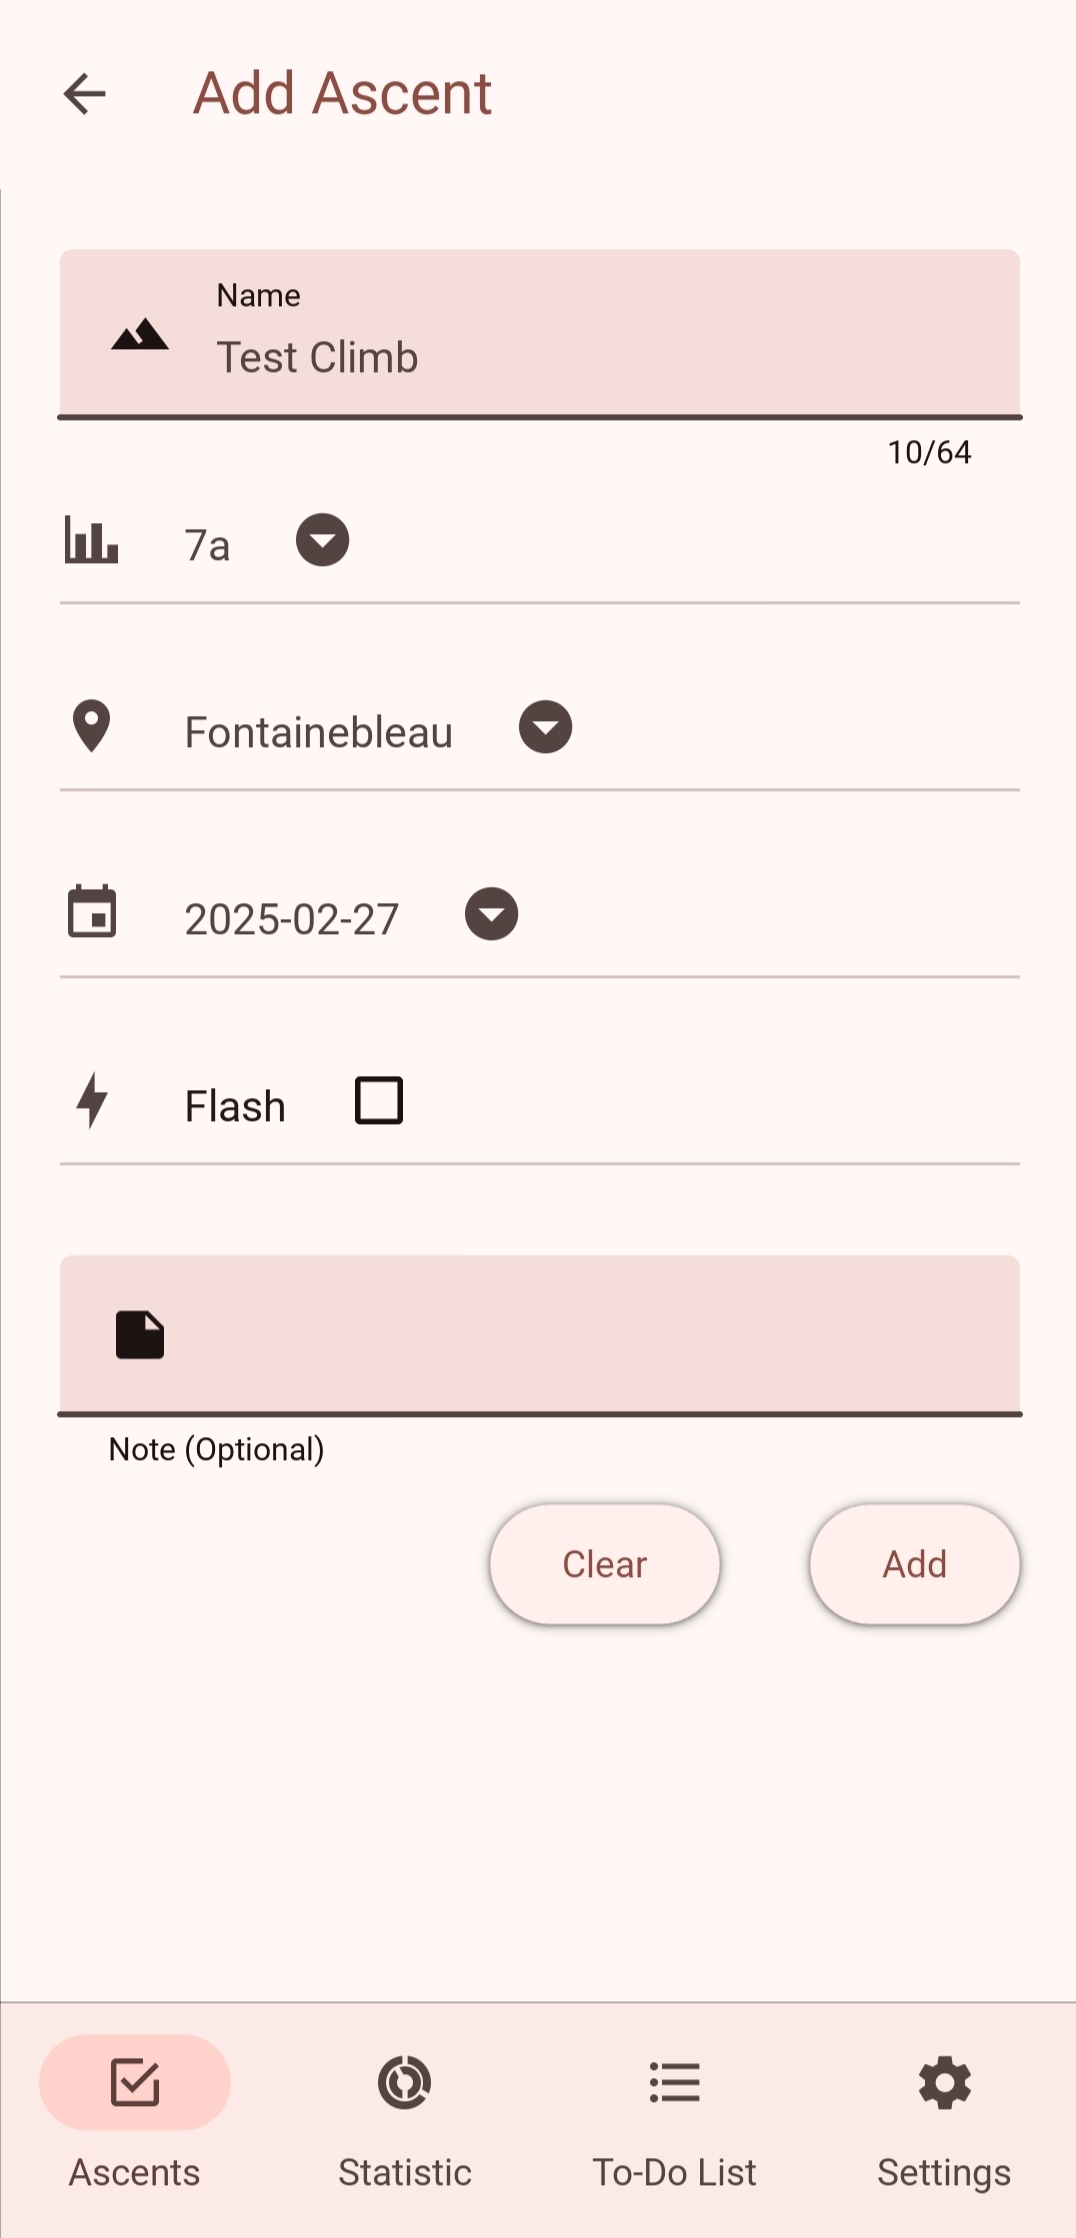 Add Ascent
Name
Test Climb
10/64
7a
Fontainebleau
2025-02-27
Flash
Note (Optional)
Clear Add
Ascents Statistic To-Do List Settings